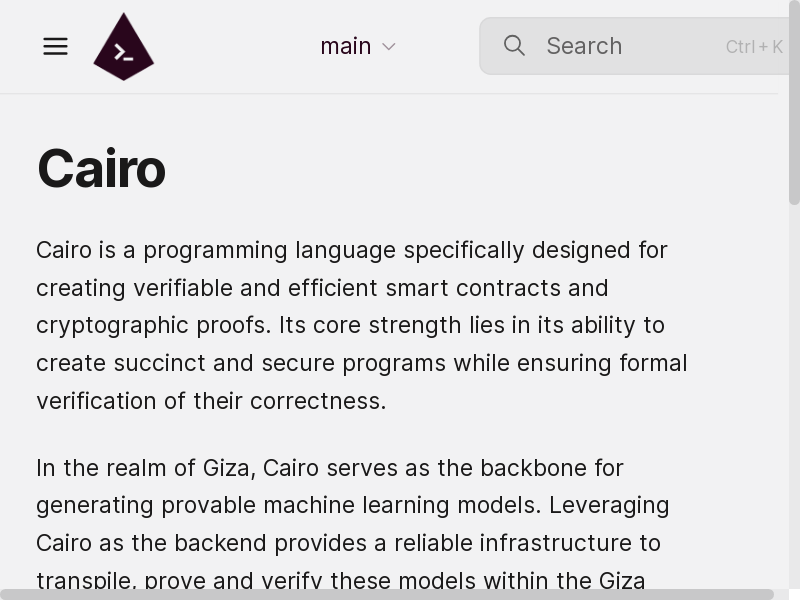 main
Search
Ctrl + K
Cairo
Cairo is a programming language specifically designed for
creating verifiable and efficient smart contracts and
cryptographic proofs. Its core strength lies in its ability to
create succinct and secure programs while ensuring formal
verification of their correctness.
In the realm of Giza, Cairo serves as the backbone for
generating provable machine learning models. Leveraging
Cairo as the backend provides a reliable infrastructure to
transpile, prove and verify these models within the Giza